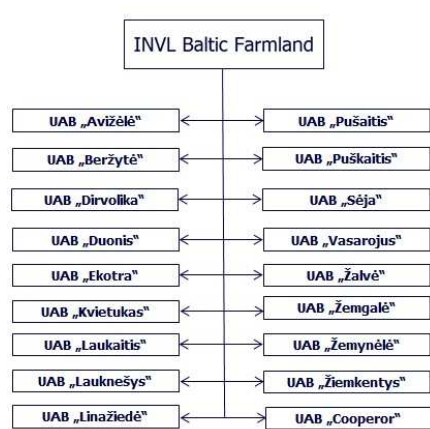 INVL Baltic Farmland
UAB „Avižėlė“
UAB „Pušaitis“
UAB „Beržytė“
UAB „Puškaitis“
UAB „Dirvolika“
UAB „Sėja“
UAB „Duonis“
UAB „Vasarojus“
UAB „Ekotra“
UAB „Žalvė“
UAB „Kvietukas“
UAB „Žemgalė“
UAB „Laukaitis“
UAB „Žemynėlė“
UAB „Lauknešys“
UAB „Žiemkentys“
UAB „Linažiedė“
UAB „Cooperor“